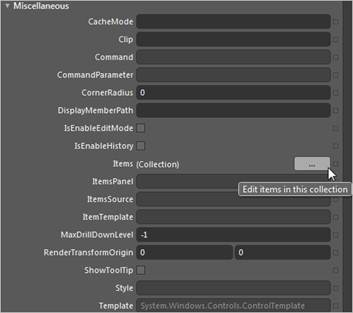 Miscellaneous
CacheMode
Clip
Command
CommandParameter
CornerRadius 0
DisplayMemberPath
IsEnableEditMode
IsEnableHistory
Items (Collection) ...
ItemsPanel
Edit items in this collection
ItemsSource
ItemTemplate
MaxDrillDownLevel -1
RenderTransformOrigin 0 0
ShowToolTip
Style
Template System.Windows.Controls.ControlTemplate